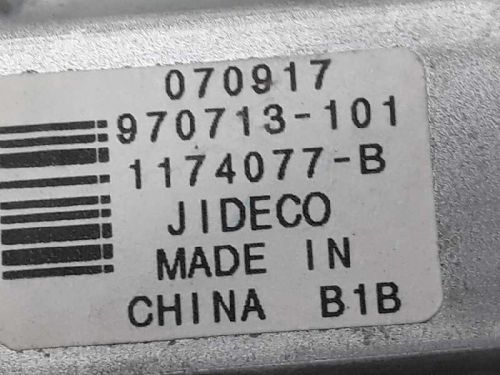 070917
970713-101
1174077-B
JIDECO
MADE IN
CHINA B1B